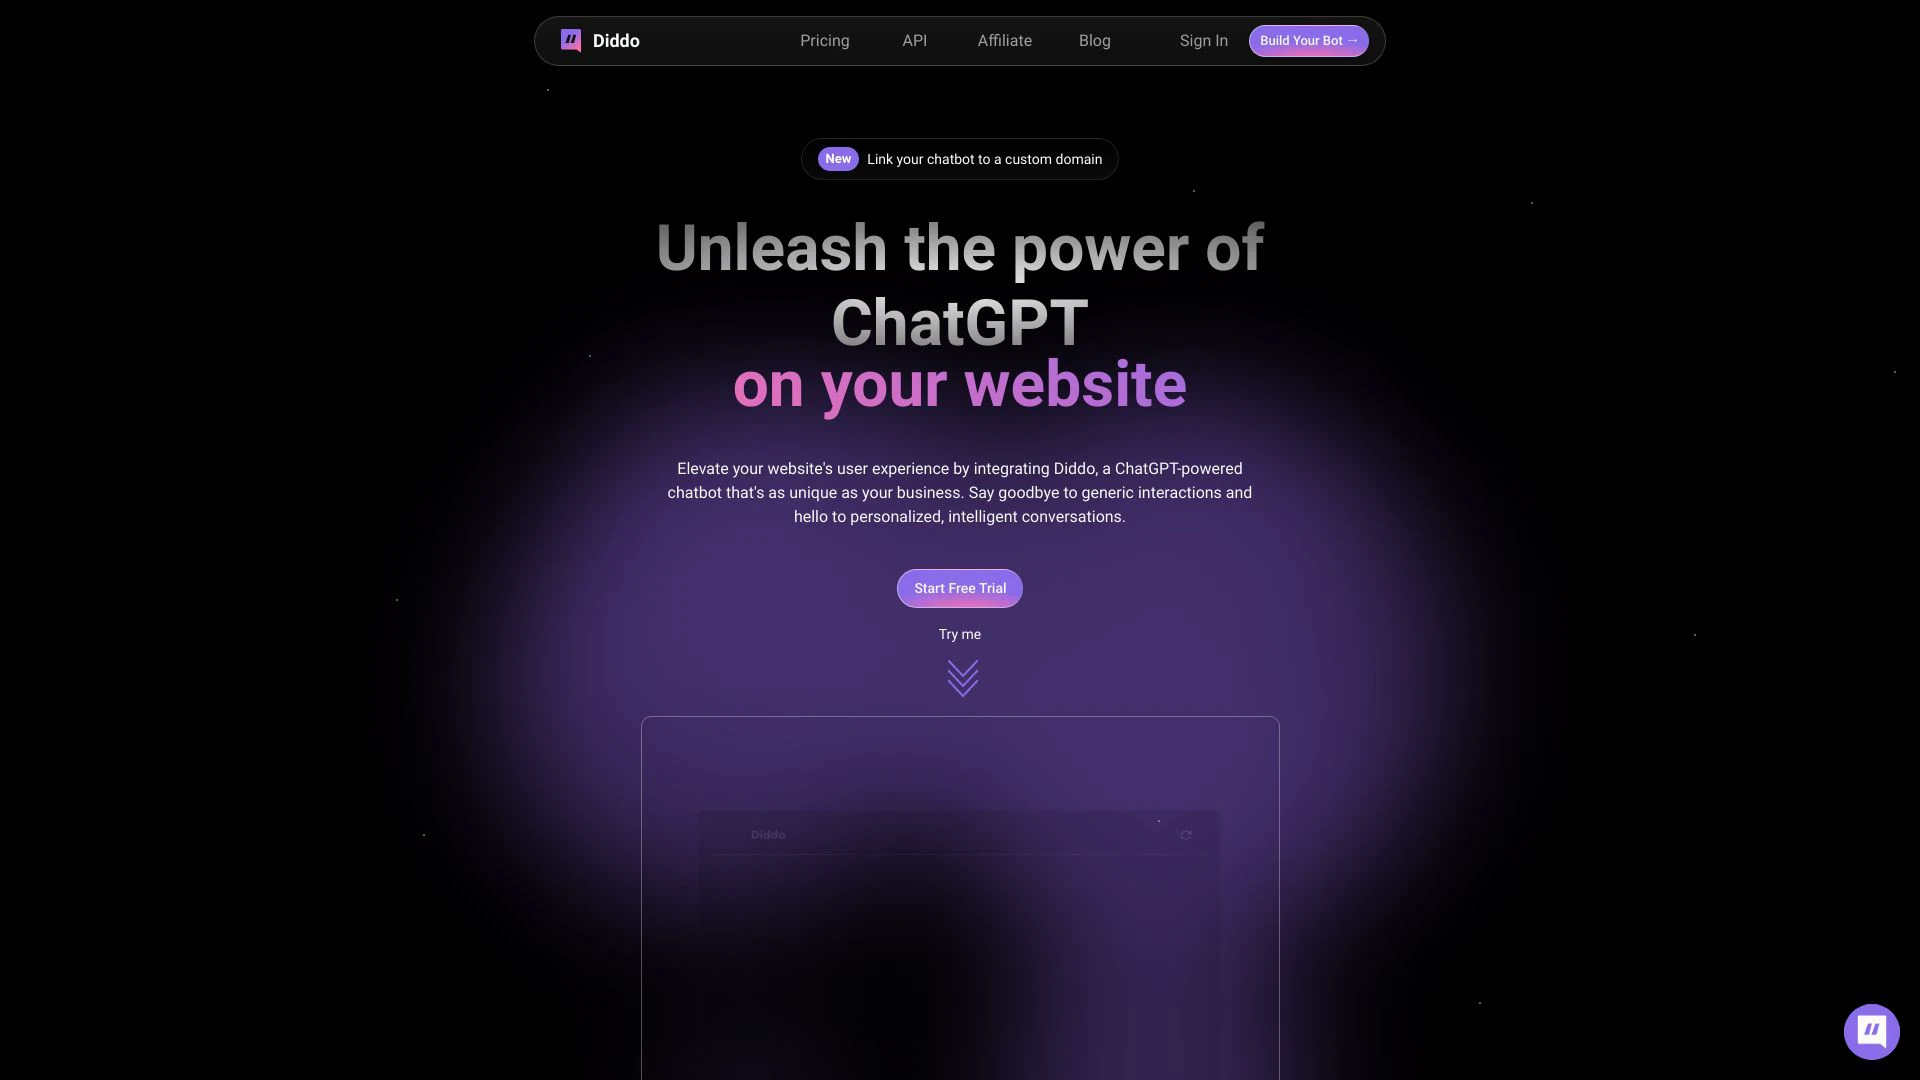 Diddo
Pricing
API
Affiliate
Blog
Sign In
Build Your Bot →
New Link your chatbot to a custom domain
Unleash the power of
ChatGPT
on your website
Elevate your website's user experience by integrating Diddo, a ChatGPT-powered
chatbot that's as unique as your business. Say goodbye to generic interactions and
hello to personalized, intelligent conversations.
Start Free Trial
Try me
Diddo